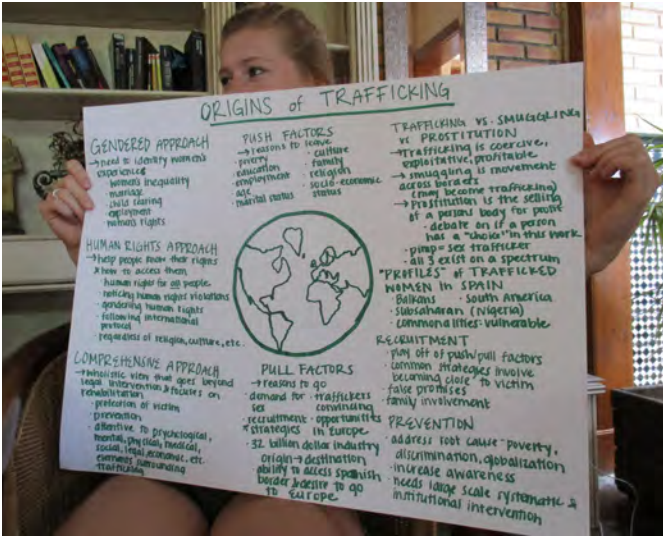 ORIGINS of TRAFFICKING
GENDERED APPROACH
→ need to identify women's
experiences
· women's inequality
· marriage
· child rearing
· employment
· womans rights
HUMAN RIGHTS APPROACH
→ help people know their rights
* how to access them
· human rights for all people
· noticing human rights violations
· gendering human rights
· following international
protocol
· regardless of religion, culture, etc.
COMPREHENSIVE APPROACH
→ wholistic view that goes beyond
legal intervention & focuses on
rehabilitation
· protection of victim
· prevention
· attentive to psychological,
mental, physical, medical,
social, legal, economic, etc.
elements surrounding
trafficking
PUSH FACTORS
→ reasons to leave
· poverty
· education
· employment
· age
· marital status
· culture
· family
· religion
· socio-economic
status
PULL FACTORS
→ reasons to go
· demand for
sex
· recruitment
strategies
· traffickers
convincing
· opportunities
in Europe
· 32 billion dollar industry
origin → destination
· ability to access spanish
border & desire to go
to Europe
TRAFFICKING VS. SMUGGLING
VS PROSTITUTION
→ Trafficking is coercive,
exploitative, profitable
→ smuggling is movement
across borders
(may become trafficking)
→ Prostitution is the selling
of a persons body for profit
· debate on if a person
has a "choice" in this work
· pimp = sex trafficker
· all 3 exist on a spectrum
"PROFILES" OF TRAFFICKED
WOMEN IN SPAIN
· Balkans · South America
· Subsaharan (Nigeria)
· commonalities: vulnerable
RECRUITMENT
· play off of push/pull factors
· common strategies involve
becoming "close" to victim
· false promises
· family involvement
PREVENTION
· address root cause - poverty,
discrimination, globalization
· increase awareness
· needs large scale systematic &
institutional intervention